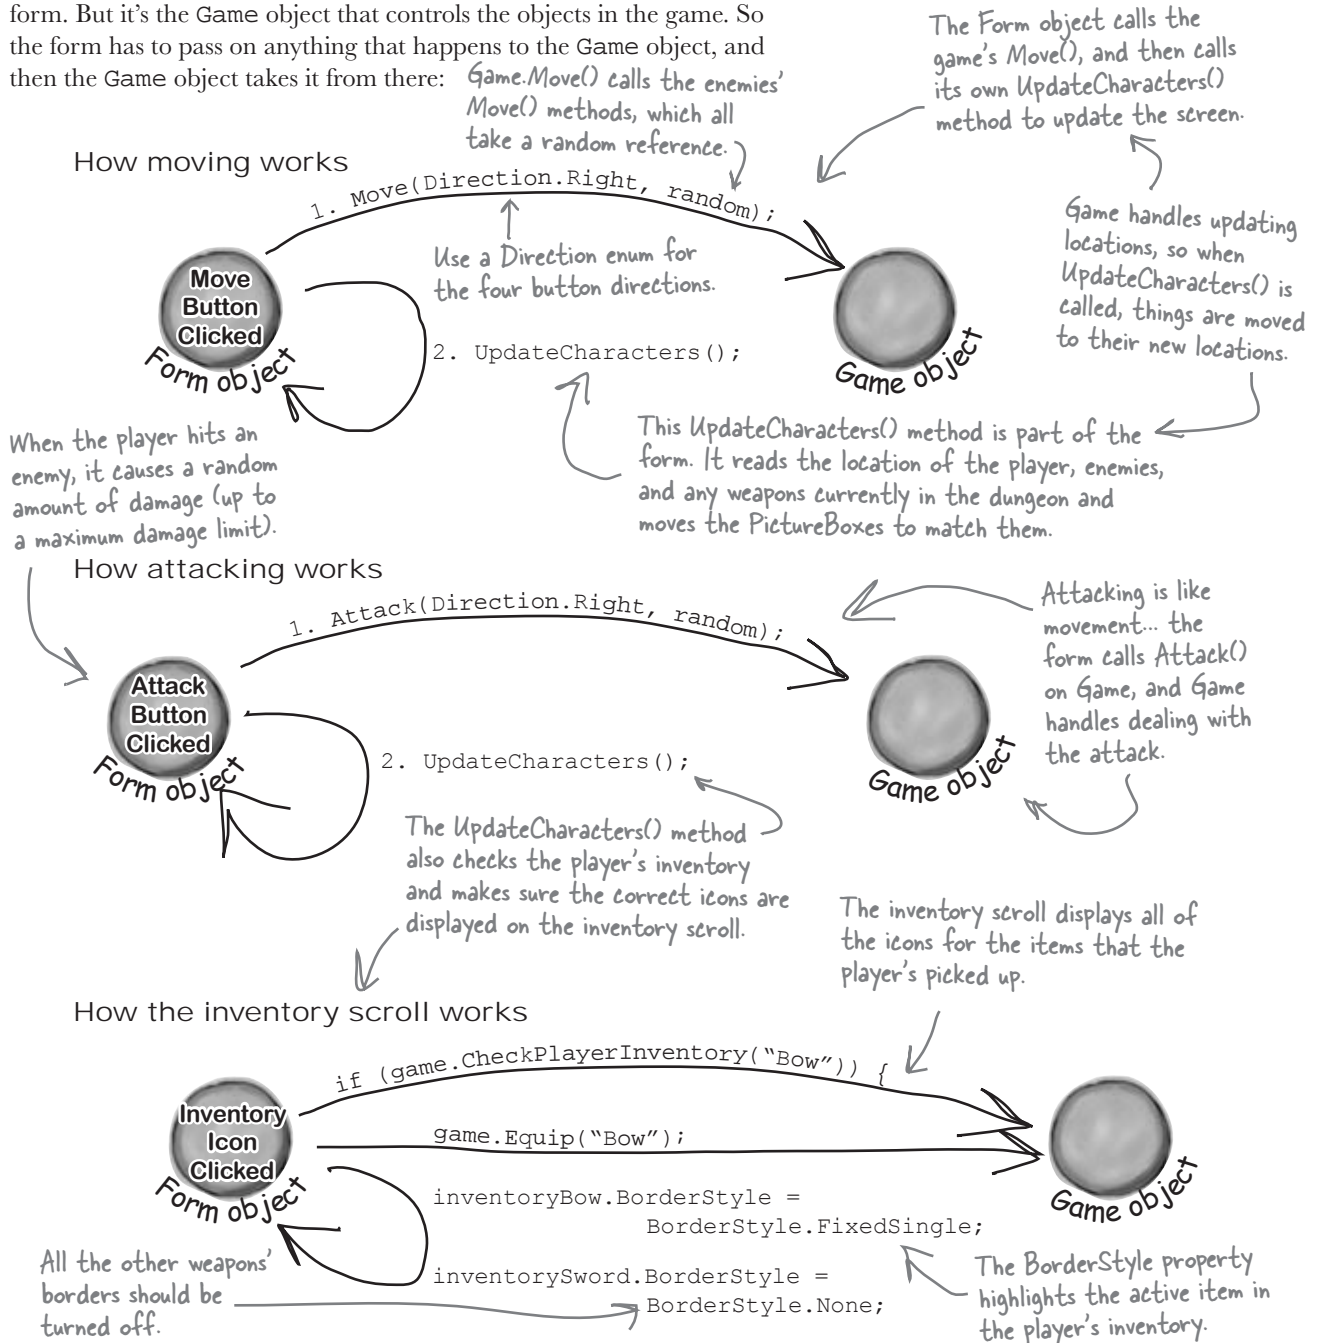 form. But it's the Game object that controls the objects in the game. So
the form has to pass on anything that happens to the Game object, and
then the Game object takes it from there:
Game.Move() calls the enemies'
Move() methods, which all
take a random reference.
The Form object calls the
game's Move(), and then calls
its own UpdateCharacters()
method to update the screen.
How moving works
1. Move(Direction.Right, random);
Use a Direction enum for
the four button directions.
Move
Button
Clicked
Form object
2. UpdateCharacters();
Game object
Game handles updating
locations, so when
UpdateCharacters() is
called, things are moved
to their new locations.
This UpdateCharacters() method is part of the
form. It reads the location of the player, enemies,
and any weapons currently in the dungeon and
moves the PictureBoxes to match them.
When the player hits an
enemy, it causes a random
amount of damage (up to
a maximum damage limit).
How attacking works
1. Attack(Direction.Right, random);
Attack
Button
Clicked
Form object
2. UpdateCharacters();
Game object
Attacking is like
movement... the
form calls Attack()
on Game, and Game
handles dealing with
the attack.
The UpdateCharacters() method
also checks the player's inventory
and makes sure the correct icons are
displayed on the inventory scroll.
The inventory scroll displays all of
the icons for the items that the
player's picked up.
How the inventory scroll works
if (game.CheckPlayerInventory(“Bow”)) {
Inventory
Icon
Clicked
Form object
game.Equip(“Bow”);
Game object
inventoryBow.BorderStyle =
BorderStyle.FixedSingle;
inventorySword.BorderStyle =
BorderStyle.None;
All the other weapons'
borders should be
turned off.
The BorderStyle property
highlights the active item in
the player's inventory.